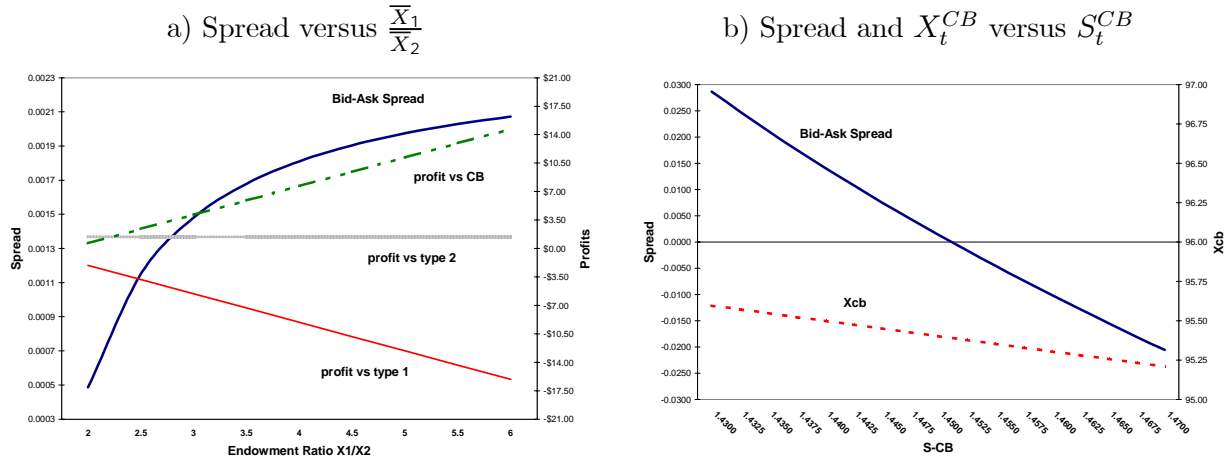 a) Spread versus X̅₁/X̅₂
0.0023
0.0021
0.0019
0.0017
0.0015
0.0013
0.0011
0.0009
0.0007
0.0005
0.0003
Spread
Bid-Ask Spread
profit vs CB
profit vs type 2
profit vs type 1
$21.00
$17.50
$14.00
$10.50
$7.00
$3.50
$0.00
-$3.50
-$7.00
-$10.50
-$14.00
-$17.50
-$21.00
Profits
2 2.5 3 3.5 4 4.5 5 5.5 6
Endowment Ratio X1/X2
b) Spread and Xₜᶜᴮ versus Sₜᶜᴮ
0.0300
0.0250
0.0200
0.0150
0.0100
0.0050
0.0000
-0.0050
-0.0100
-0.0150
-0.0200
-0.0250
-0.0300
Spread
Bid-Ask Spread
Xcb
97.00
96.75
96.50
96.25
96.00
95.75
95.50
95.25
95.00
Xcb
1.4300 1.4325 1.4350 1.4375 1.4400 1.4425 1.4450 1.4475 1.4500 1.4525 1.4550 1.4575 1.4600 1.4625 1.4650 1.4675 1.4700
S-CB